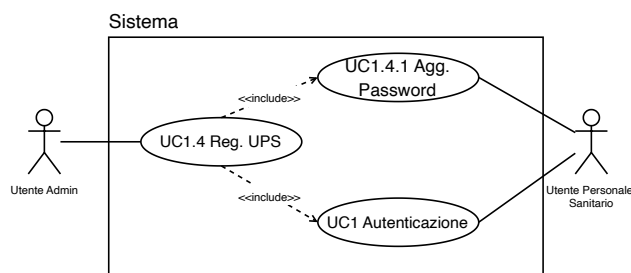 Sistema
UC1.4.1 Agg.
Password
<<include>>
UC1.4 Reg. UPS
Utente Admin
Utente Personale
Sanitario
<<include>>
UC1 Autenticazione